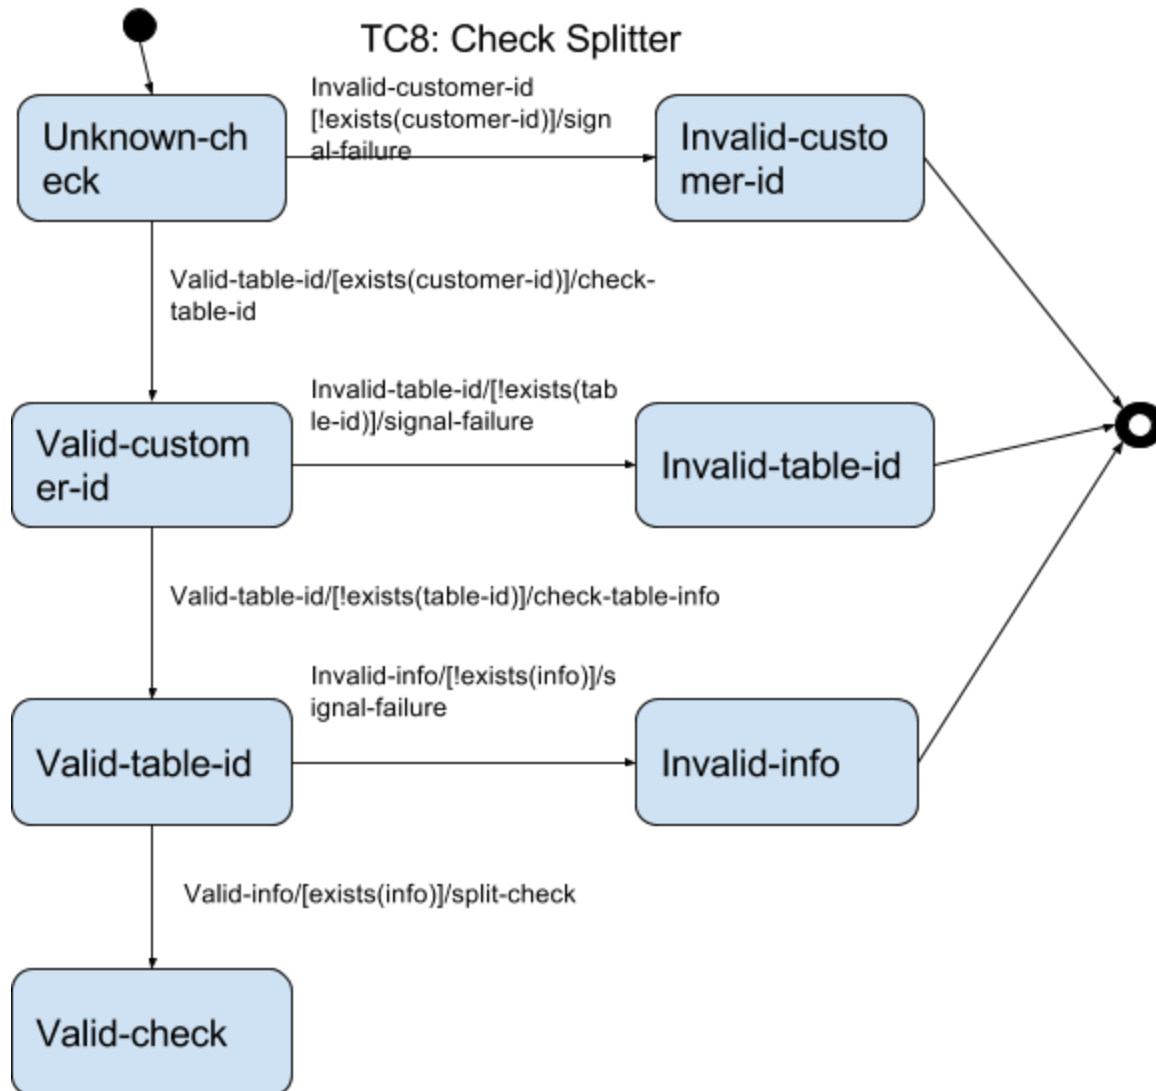 TC8: Check Splitter
Invalid-customer-id
[!exists(customer-id)]/sign
al-failure
Unknown-ch
eck
Invalid-custo
mer-id
Valid-table-id/[exists(customer-id)]/check-
table-id
Invalid-table-id/[!exists(tab
le-id)]/signal-failure
Valid-custom
er-id
Invalid-table-id
Valid-table-id/[!exists(table-id)]/check-table-info
Invalid-info/[!exists(info)]/s
ignal-failure
Valid-table-id
Invalid-info
Valid-info/[exists(info)]/split-check
Valid-check